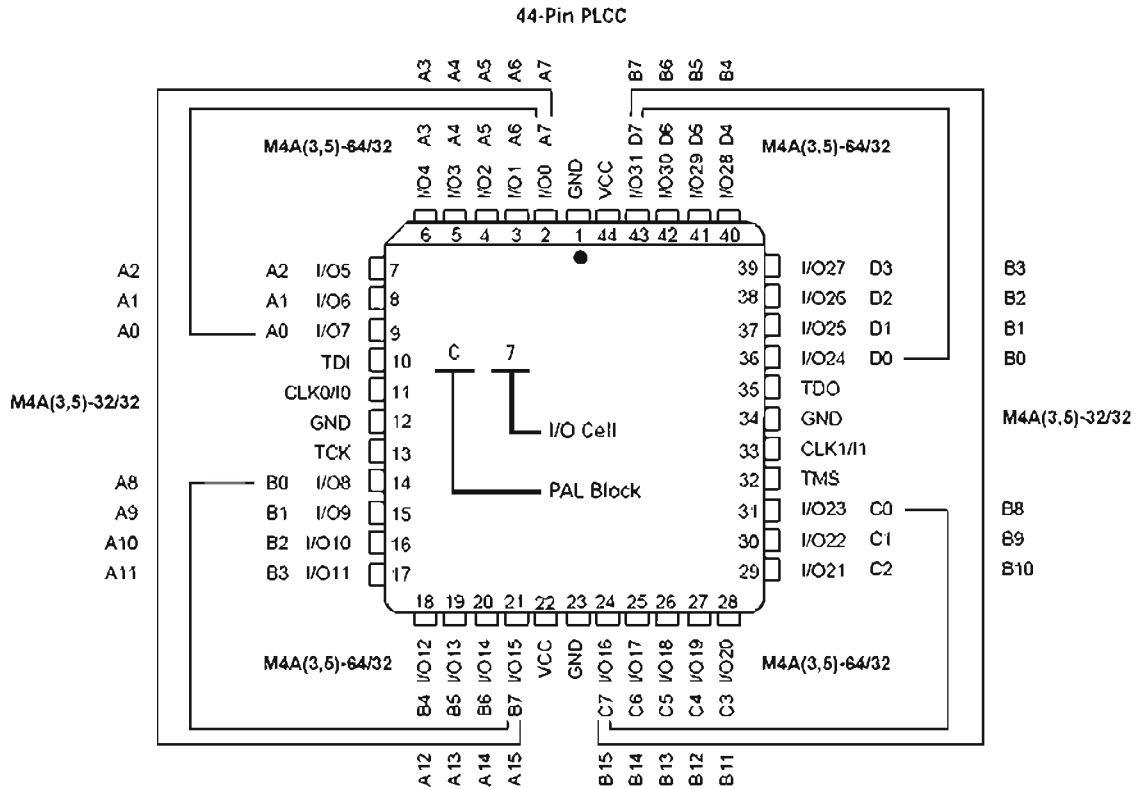 44-Pin PLCC
A3 A4 A5 A6 A7 B7 B6 B5 B4
M4A(3,5)-64/32 A3 A4 A5 A6 A7 D7 D6 D5 D4 M4A(3,5)-64/32
I/O4 I/O3 I/O2 I/O1 I/O0 GND VCC I/O31 I/O30 I/O29 I/O28
6 5 4 3 2 1 44 43 42 41 40
A2 A2 I/O5 7 39 I/O27 D3 B3
A1 A1 I/O6 8 38 I/O26 D2 B2
A0 A0 I/O7 9 37 I/O25 D1 B1
TDI 10 C 7 36 I/O24 D0 B0
CLK0/I0 11 35 TDO
M4A(3,5)-32/32 GND 12 I/O Cell 34 GND M4A(3,5)-32/32
TCK 13 33 CLK1/I1
A8 B0 I/O8 14 PAL Block 32 TMS
A9 B1 I/O9 15 31 I/O23 C0 B8
A10 B2 I/O10 16 30 I/O22 C1 B9
A11 B3 I/O11 17 29 I/O21 C2 B10
18 19 20 21 22 23 24 25 26 27 28
M4A(3,5)-64/32 I/O12 I/O13 I/O14 I/O15 VCC GND I/O16 I/O17 I/O18 I/O19 I/O20 M4A(3,5)-64/32
B4 B5 B6 B7 C7 C6 C5 C4 C3
A12 A13 A14 A15 B15 B14 B13 B12 B11